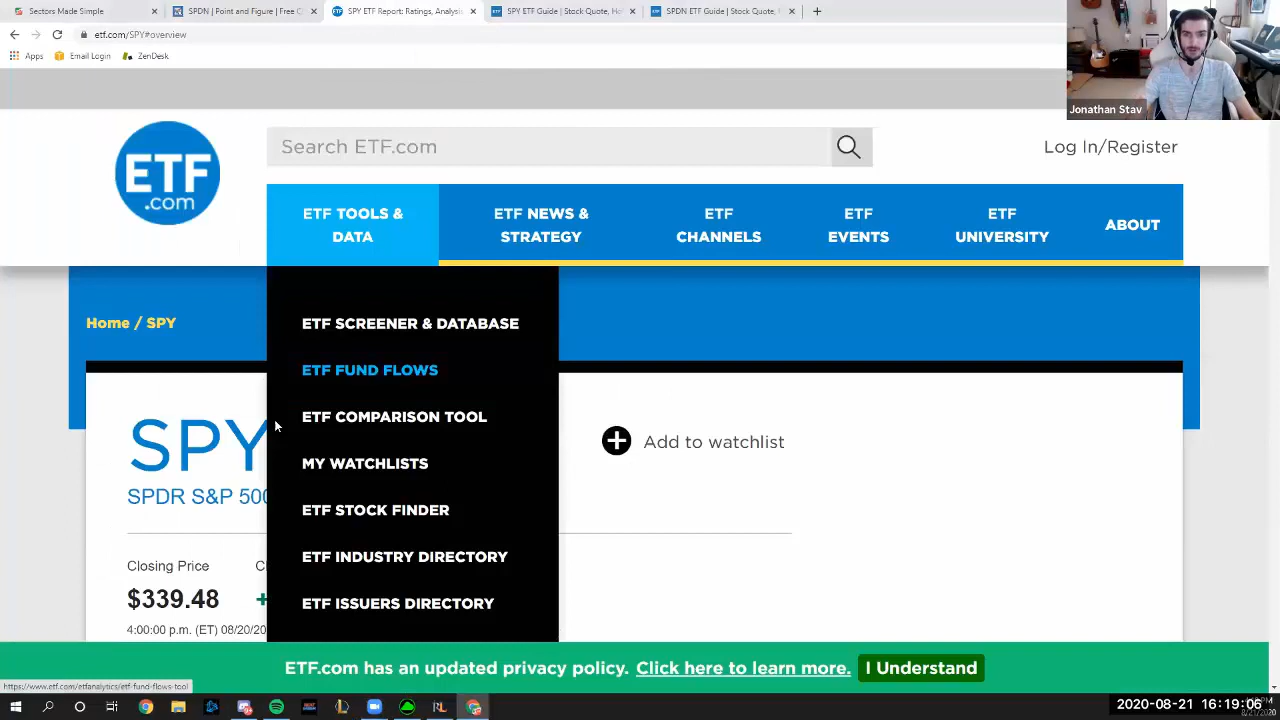 Sectors Made Simple
SPDN | Point and Figure | Free C
SPY ETF Report: Ratings, Analysis
SPY ETF Guide | Stock Quote, Ho
SPDN ETF Guide | Stock Quote, H
etf.com/SPY#overview
Apps
Email Login
ZenDesk
Jonathan Stav
ETF
.com
Search ETF.com
Log In/Register
ETF TOOLS &
DATA
ETF NEWS &
STRATEGY
ETF
CHANNELS
ETF
EVENTS
ETF
UNIVERSITY
ABOUT
Home / SPY
ETF SCREENER & DATABASE
ETF FUND FLOWS
ETF COMPARISON TOOL
MY WATCHLISTS
ETF STOCK FINDER
ETF INDUSTRY DIRECTORY
ETF ISSUERS DIRECTORY
SPY
SPDR S&P 500
Add to watchlist
Closing Price
$339.48
4:00:00 p.m. (ET) 08/20/20
ETF.com has an updated privacy policy. Click here to learn more. I Understand
https://www.etf.com/etfanalytics/etf-fund-flows-tool
2020-08-21 16:19:06